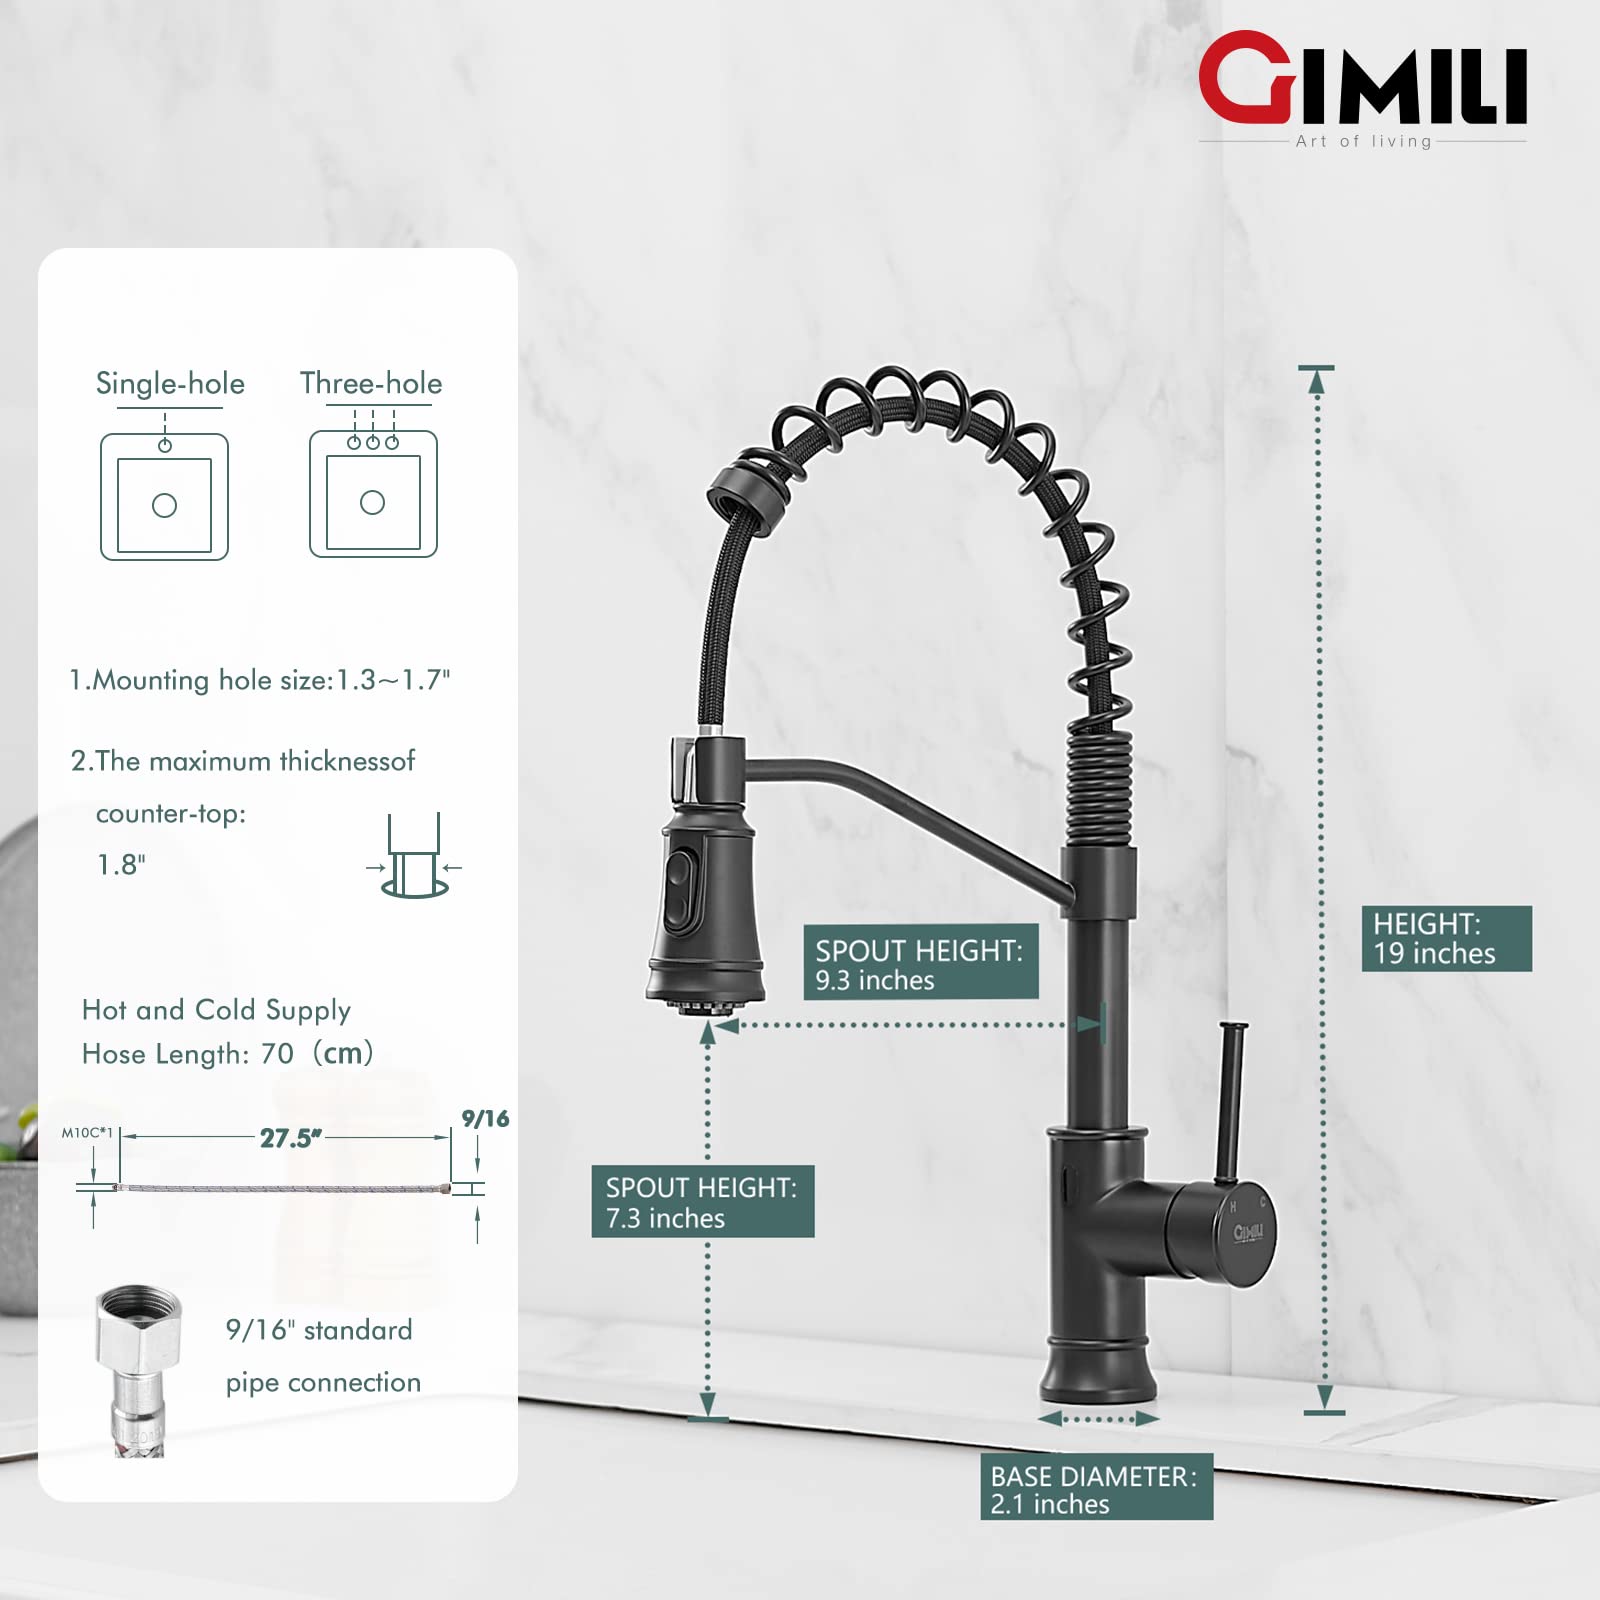 GIMILI
Art of living
Single-hole
Three-hole
1.Mounting hole size:1.3~1.7"
2.The maximum thicknessof
counter-top:
1.8"
Hot and Cold Supply
Hose Length: 70（cm）
M10C*1
27.5"
9/16
9/16" standard
pipe connection
SPOUT HEIGHT:
9.3 inches
HEIGHT:
19 inches
SPOUT HEIGHT:
7.3 inches
H C
GIMILI
BASE DIAMETER:
2.1 inches